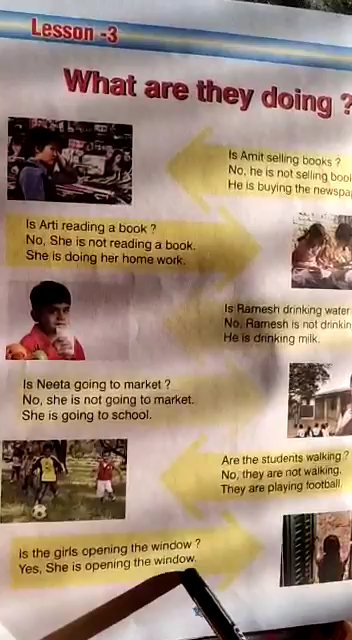 Lesson -3
What are they doing ?
Is Amit selling books ?
No, he is not selling
He is buying the
Is Arti reading a book ?
No, She is not reading a book.
She is doing her home work.
Is Ramesh drinking water
No, Ramesh is not
He is drinking milk.
Is Neeta going to market ?
No, she is not going to market.
She is going to school.
Are the students walking ?
No, they are not walking.
They are playing football.
Is the girls opening the window ?
Yes, She is opening the window.